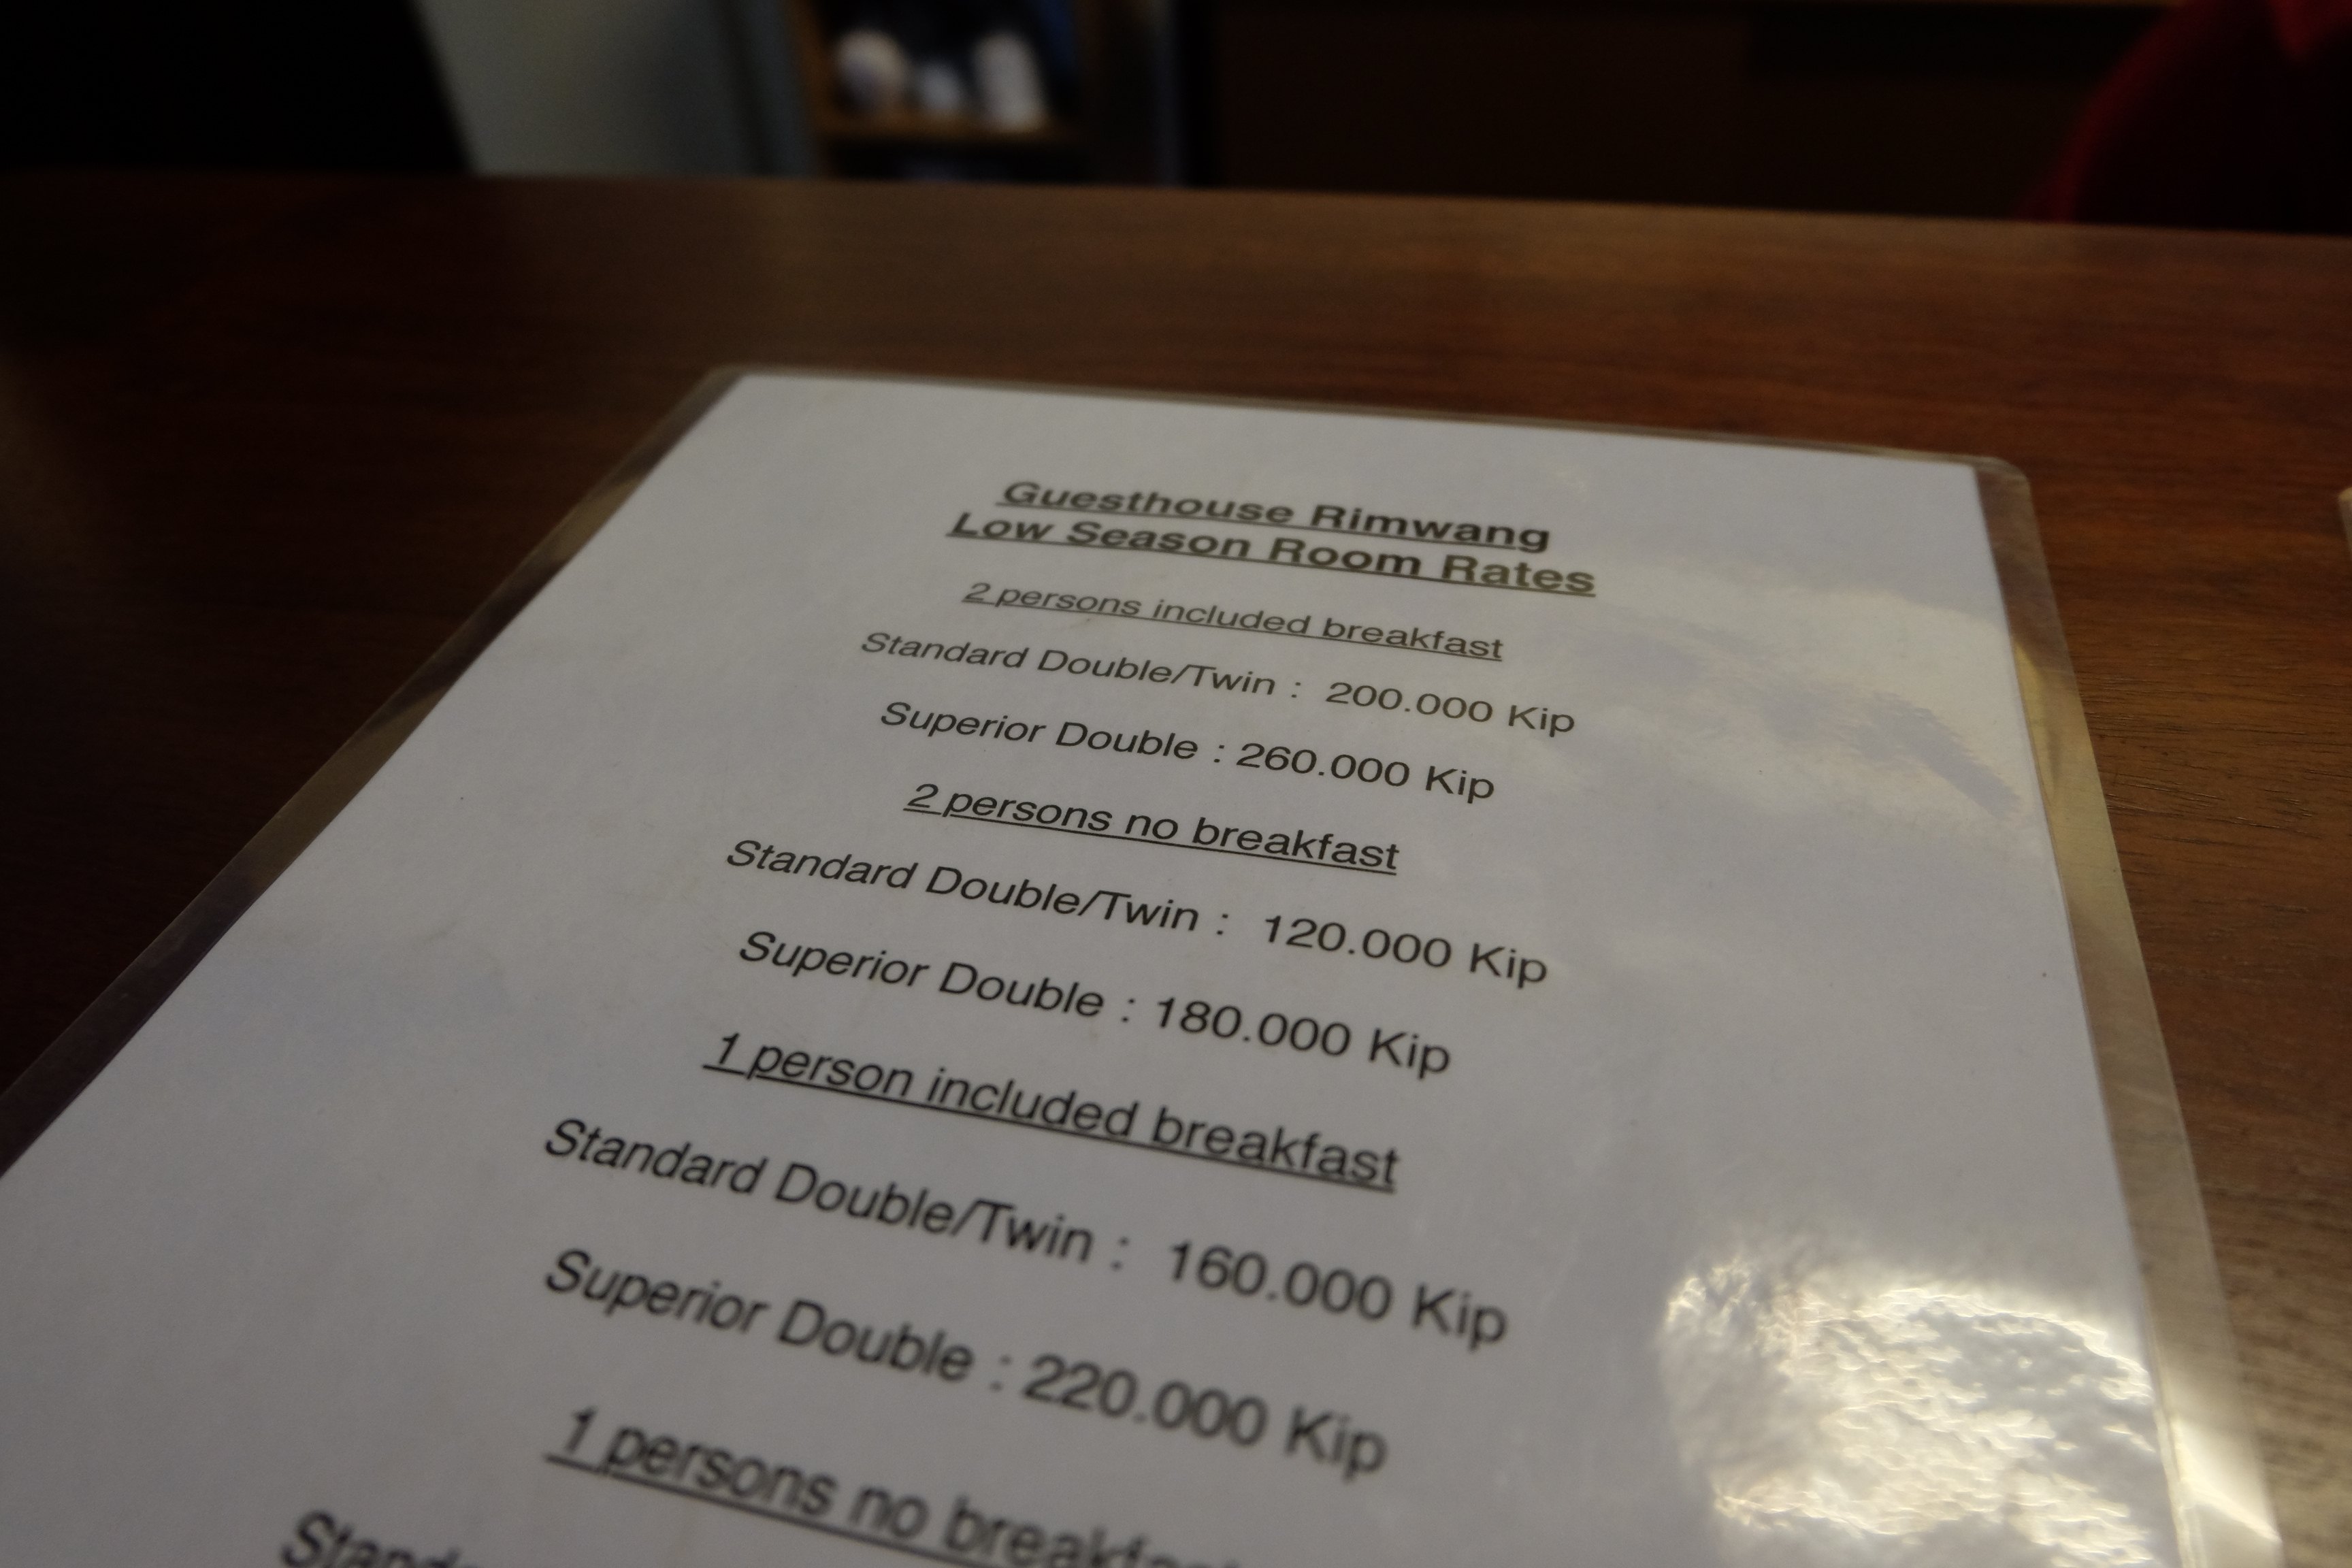 Guesthouse Rimwang
Low Season Room Rates
2 persons included breakfast
Standard Double/Twin : 200.000 Kip
Superior Double : 260.000 Kip
2 persons no breakfast
Standard Double/Twin : 120.000 Kip
Superior Double : 180.000 Kip
1 person included breakfast
Standard Double/Twin : 160.000 Kip
Superior Double : 220.000 Kip
1 persons no breakfast